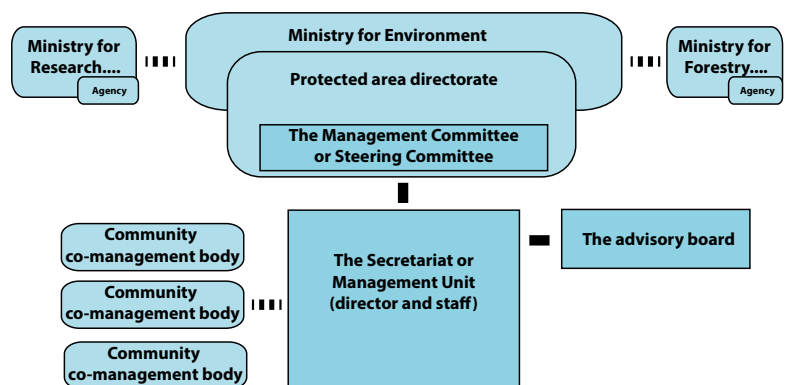 Ministry for
Research....
Agency
Ministry for Environment
Ministry for
Forestry....
Agency
Protected area directorate
The Management Committee
or Steering Committee
Community
co-management body
Community
co-management body
Community
co-management body
The Secretariat or
Management Unit
(director and staff)
The advisory board